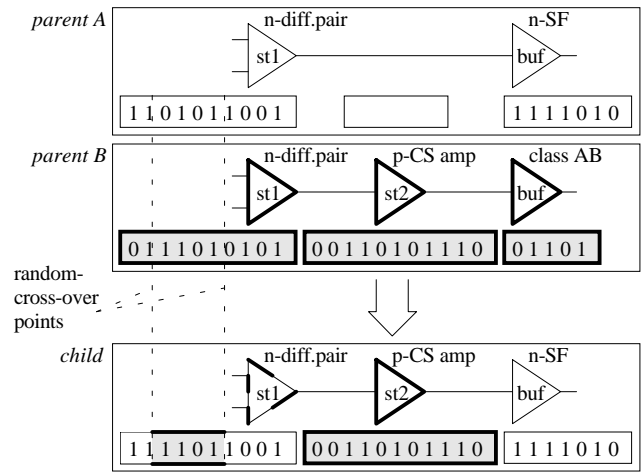 parent A
n-diff.pair n-SF
st1 buf
1 1 0 1 0 1 1 0 0 1 1 1 1 1 0 1 0
parent B
n-diff.pair p-CS amp class AB
st1 st2 buf
0 1 1 1 0 1 0 1 0 1 0 0 1 1 0 1 0 1 1 1 0 0 1 1 0 1
random-
cross-over
points
child
n-diff.pair p-CS amp n-SF
st1 st2 buf
1 1 1 1 0 1 1 0 0 1 0 0 1 1 0 1 0 1 1 1 0 1 1 1 1 0 1 0